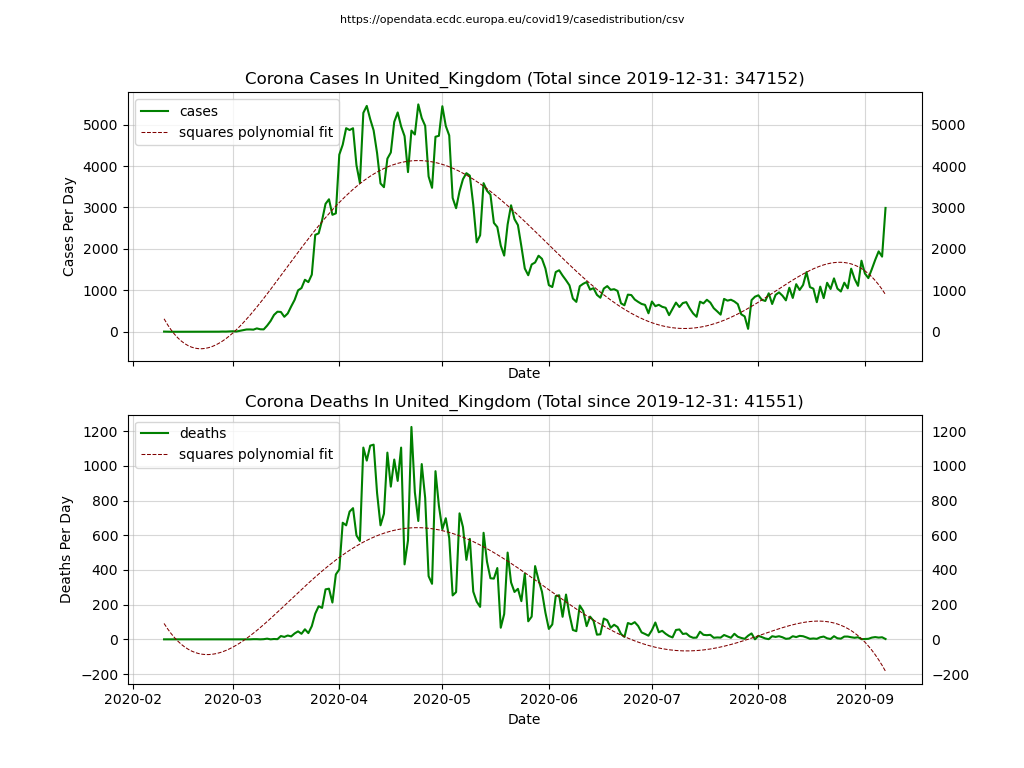 https://opendata.ecdc.europa.eu/covid19/casedistribution/csv
Corona Cases In United_Kingdom (Total since 2019-12-31: 347152)
cases
squares polynomial fit
Cases Per Day
5000
4000
3000
2000
1000
0
5000
4000
3000
2000
1000
0
Date
Corona Deaths In United_Kingdom (Total since 2019-12-31: 41551)
deaths
squares polynomial fit
Deaths Per Day
1200
1000
800
600
400
200
0
−200
1200
1000
800
600
400
200
0
−200
2020-02 2020-03 2020-04 2020-05 2020-06 2020-07 2020-08 2020-09
Date